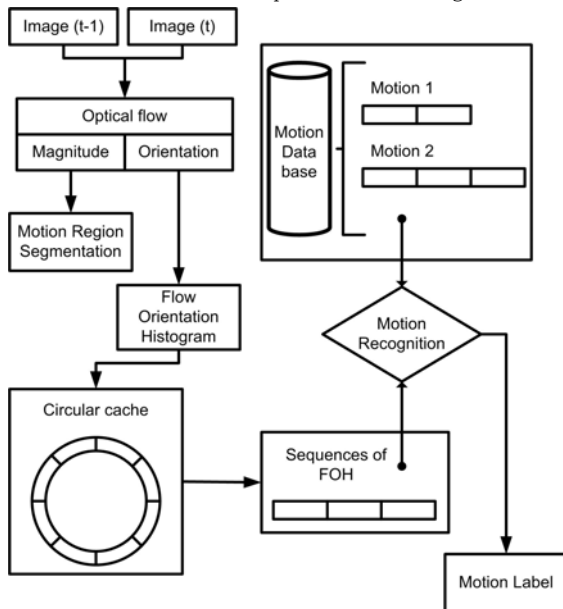 Image (t-1)
Image (t)
Optical flow
Magnitude
Orientation
Motion Region
Segmentation
Flow
Orientation
Histogram
Circular cache
Motion
Data
base
Motion 1
Motion 2
Motion
Recognition
Sequences of
FOH
Motion Label